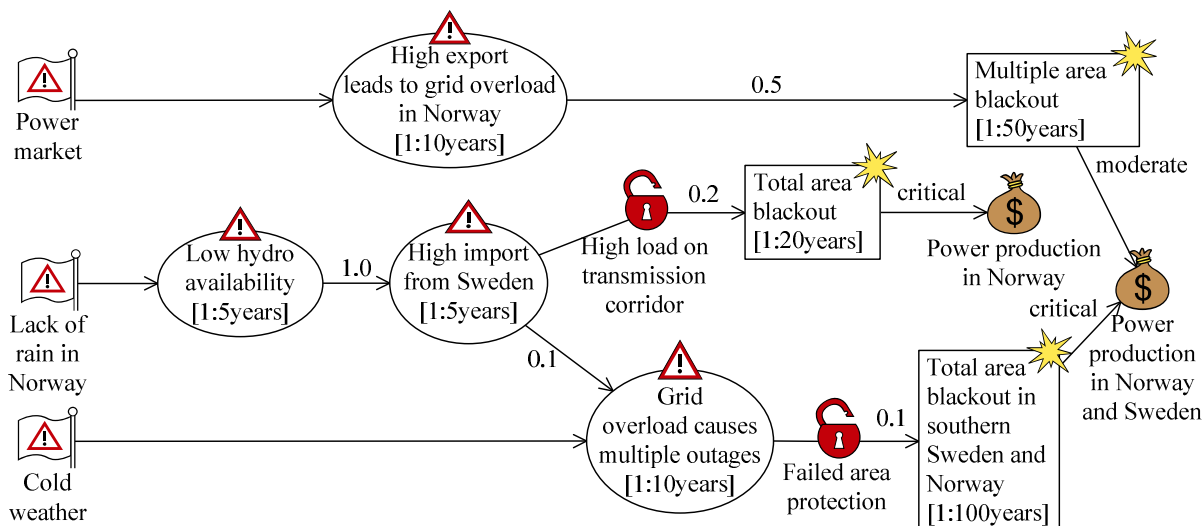 High export
leads to grid overload
in Norway
[1:10years]
Power
market
0.5
Multiple area
blackout
[1:50years]
moderate
Low hydro
availability
[1:5years]
1.0
High import
from Sweden
[1:5years]
High load on
transmission
corridor
0.2
Total area
blackout
[1:20years]
critical
$
Power production
in Norway
Lack of
rain in
Norway
0.1
critical
$
Power
production
in Norway
and Sweden
Grid
overload causes
multiple outages
[1:10years]
Failed area
protection
0.1
Total area
blackout in
southern
Sweden and
Norway
[1:100years]
Cold
weather